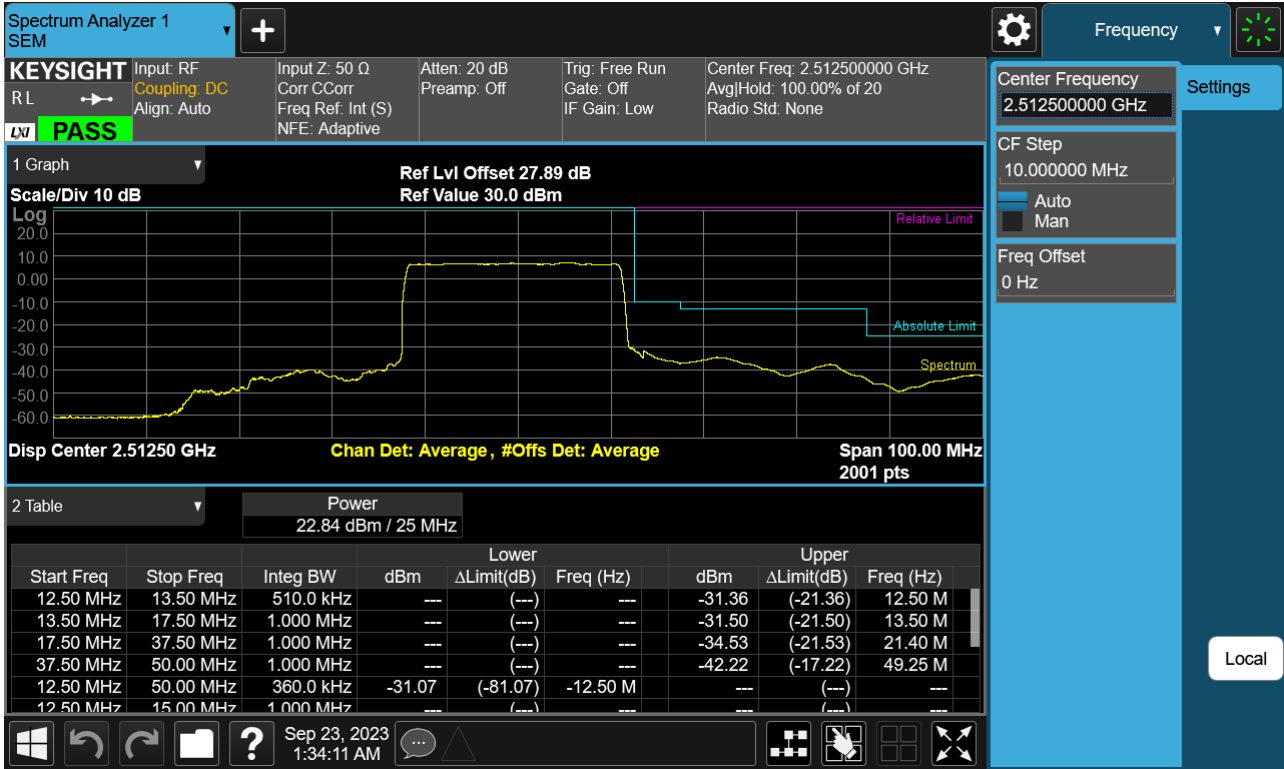 Spectrum Analyzer 1
SEM
Frequency
KEYSIGHT
R L
LXI
PASS
Input: RF
Coupling: DC
Align: Auto
Input Z: 50 Ω
Corr CCorr
Freq Ref: Int (S)
NFE: Adaptive
Atten: 20 dB
Preamp: Off
Trig: Free Run
Gate: Off
IF Gain: Low
Center Freq: 2.512500000 GHz
Avg|Hold: 100.00% of 20
Radio Std: None
Center Frequency
2.512500000 GHz
Settings
CF Step
10.000000 MHz
Auto
Man
Freq Offset
0 Hz
1 Graph
Scale/Div 10 dB
Ref Lvl Offset 27.89 dB
Ref Value 30.0 dBm
Log
20.0
10.0
0.00
-10.0
-20.0
-30.0
-40.0
-50.0
-60.0
Relative Limit
Absolute Limit
Spectrum
Disp Center 2.51250 GHz
Chan Det: Average , #Offs Det: Average
Span 100.00 MHz
2001 pts
2 Table
Power
22.84 dBm / 25 MHz
Lower Upper
Start Freq Stop Freq Integ BW dBm ΔLimit(dB) Freq (Hz) dBm ΔLimit(dB) Freq (Hz)
12.50 MHz 13.50 MHz 510.0 kHz --- (---) --- -31.36 (-21.36) 12.50 M
13.50 MHz 17.50 MHz 1.000 MHz --- (---) --- -31.50 (-21.50) 13.50 M
17.50 MHz 37.50 MHz 1.000 MHz --- (---) --- -34.53 (-21.53) 21.40 M
37.50 MHz 50.00 MHz 1.000 MHz --- (---) --- -42.22 (-17.22) 49.25 M
12.50 MHz 50.00 MHz 360.0 kHz -31.07 (-81.07) -12.50 M --- (---) ---
12.50 MHz 15.00 MHz 1.000 MHz --- (---) --- --- (---) ---
Local
?
Sep 23, 2023
1:34:11 AM